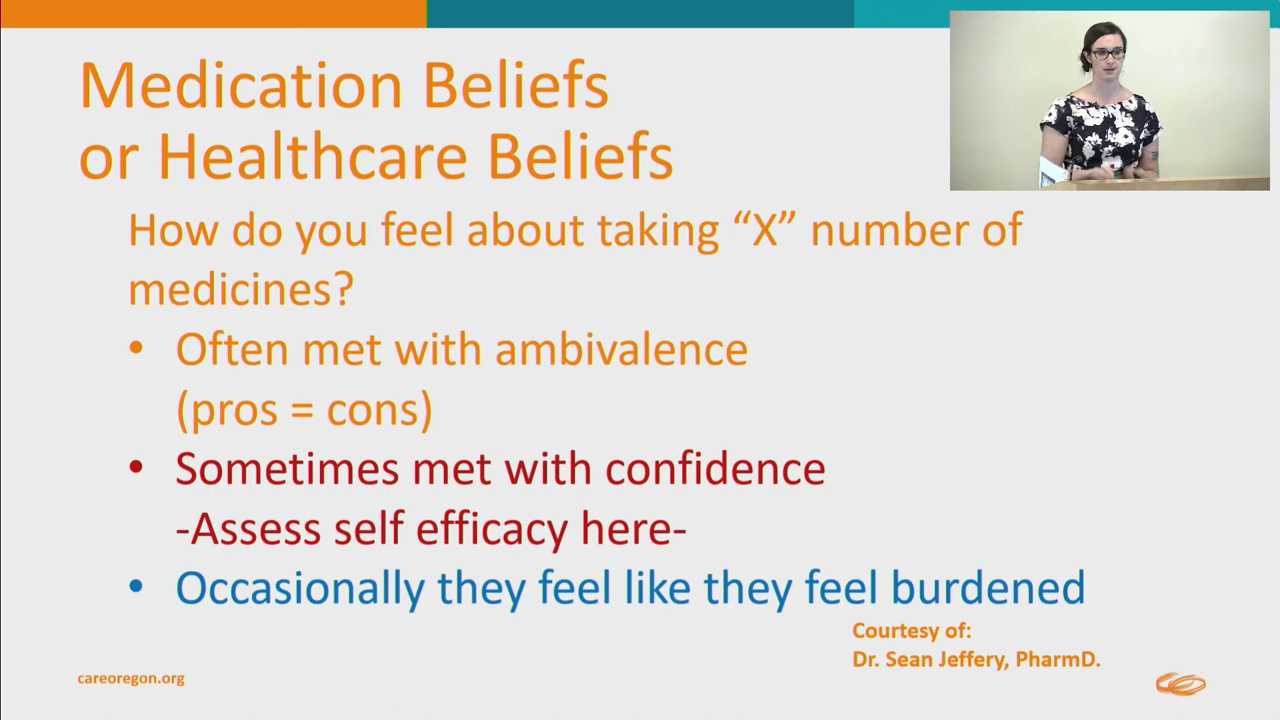 Medication Beliefs
or Healthcare Beliefs
How do you feel about taking “X” number of
medicines?
• Often met with ambivalence
(pros = cons)
• Sometimes met with confidence
-Assess self efficacy here-
• Occasionally they feel like they feel burdened
Courtesy of:
Dr. Sean Jeffery, PharmD.
careoregon.org